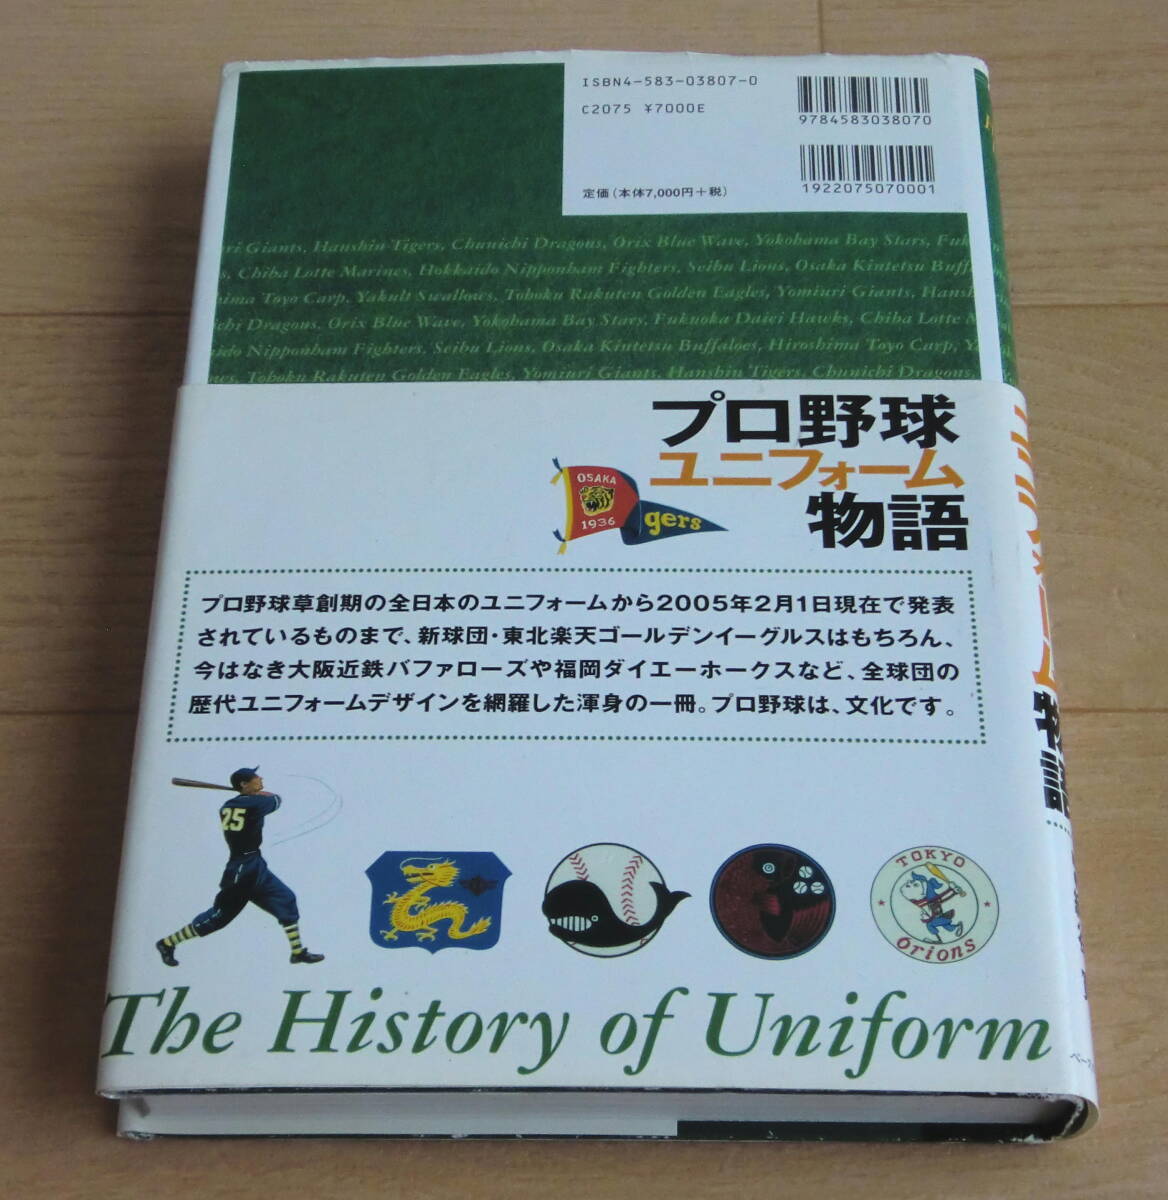 ISBN4-583-03807-0
C2075 ¥7000E
9784583038070
1922075070001
定価(本体7,000円+税)
uri Giants, Hanshin Tigers, Chunichi Dragons, Orix Blue Wave, Yokohama Bay Stars, Fuk
s, Chiba Lotte Marines, Hokkaido Nipponham Fighters, Seibu Lions, Osaka Kintetsu Buff
ima Toyo Carp, Yakult Swallows, Tohoku Rakuten Golden Eagles, Yomiuri Giants, Hansh
ichi Dragons, Orix Blue Wave, Yokohama Bay Stars, Fukuoka Daiei Hawks, Chiba Lotte M
ido Nipponham Fighters, Seibu Lions, Osaka Kintetsu Buffaloes, Hiroshima Toyo Carp, Y
nes, Tohoku Rakuten Golden Eagles, Yomiuri Giants, Hanshin Tigers, Chunichi Dragons,
プロ野球
ユニフォーム
物語
OSAKA
1936
gers
プロ野球草創期の全日本のユニフォームから2005年2月1日現在で発表
されているものまで、新球団・東北楽天ゴールデンイーグルスはもちろん、
今はなき大阪近鉄バファローズや福岡ダイエーホークスなど、全球団の
歴代ユニフォームデザインを網羅した渾身の一冊。プロ野球は、文化です。
25
TOKYO
orions
The History of Uniform
物語